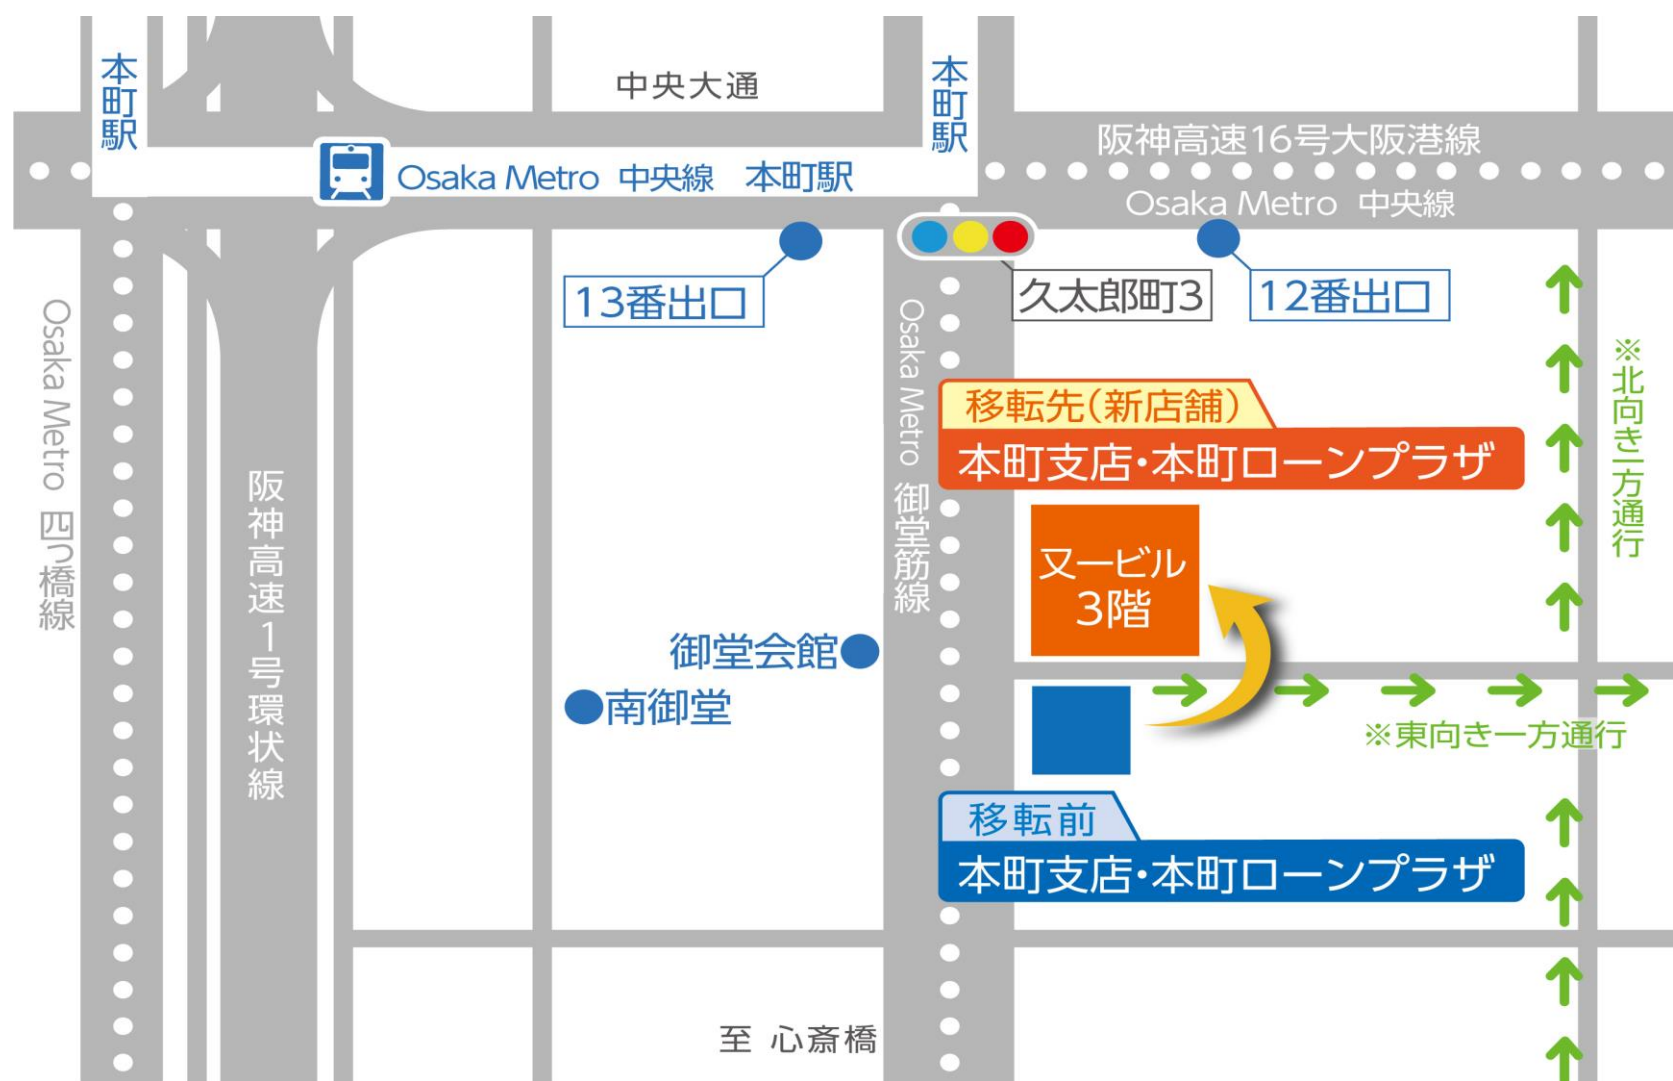 本町駅
中央大通
本町駅
阪神高速16号大阪港線
Osaka Metro 中央線 本町駅
Osaka Metro 中央線
13番出口
久太郎町3
12番出口
Osaka Metro 四つ橋線
阪神高速1号環状線
Osaka Metro 御堂筋線
※北向き一方通行
移転先(新店舗)
本町支店・本町ローンプラザ
又一ビル
3階
御堂会館
南御堂
※東向き一方通行
移転前
本町支店・本町ローンプラザ
至 心斎橋